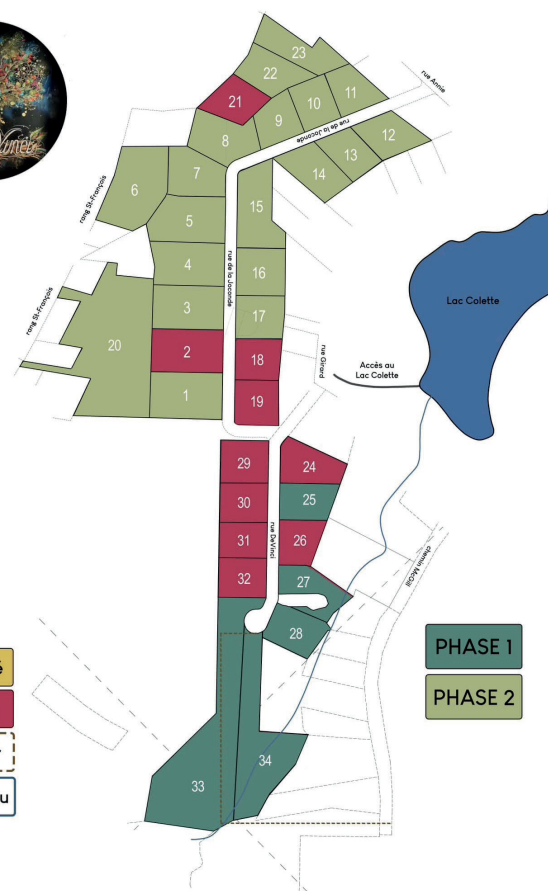 23
22
21
11
10
9
8
rue Annie
rue de la Joconde
12
13
14
7
6
rang St-François
15
5
rue de la Joconde
4
16
Lac Colette
3
17
rang St-François
20
2
18
rue Girard
Accès au
Lac Colette
1
19
29
24
30
25
rue DeVinci
31
26
chemin McGill
32
27
28
PHASE 1
PHASE 2
33
34